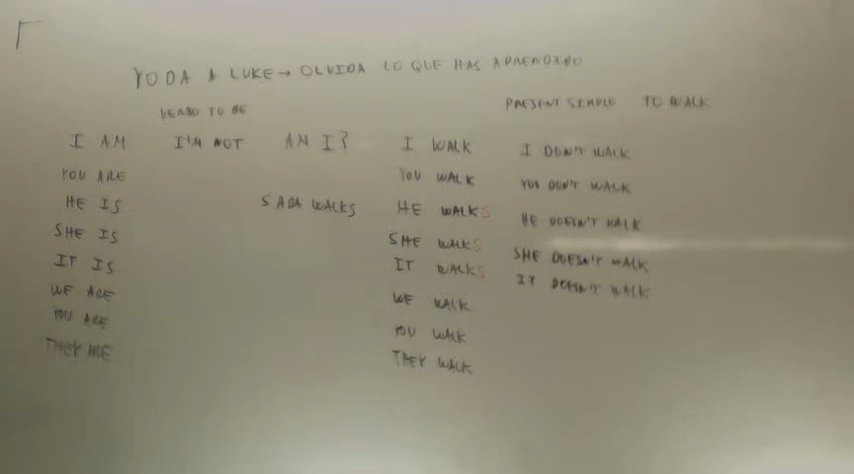 YODA A LUKE → OLVIDA LO QUE HAS APRENDIDO
VERBO TO BE
PRESENT SIMPLE TO WALK
I AM I'M NOT AM I? I WALK I DON'T WALK
YOU ARE YOU WALK YOU DON'T WALK
HE IS SARA WALKS HE WALKS HE DOESN'T WALK
SHE IS SHE WALKS SHE DOESN'T WALK
IT IS IT WALKS IT DOESN'T WALK
WE ARE WE WALK
YOU ARE YOU WALK
THEY ARE THEY WALK